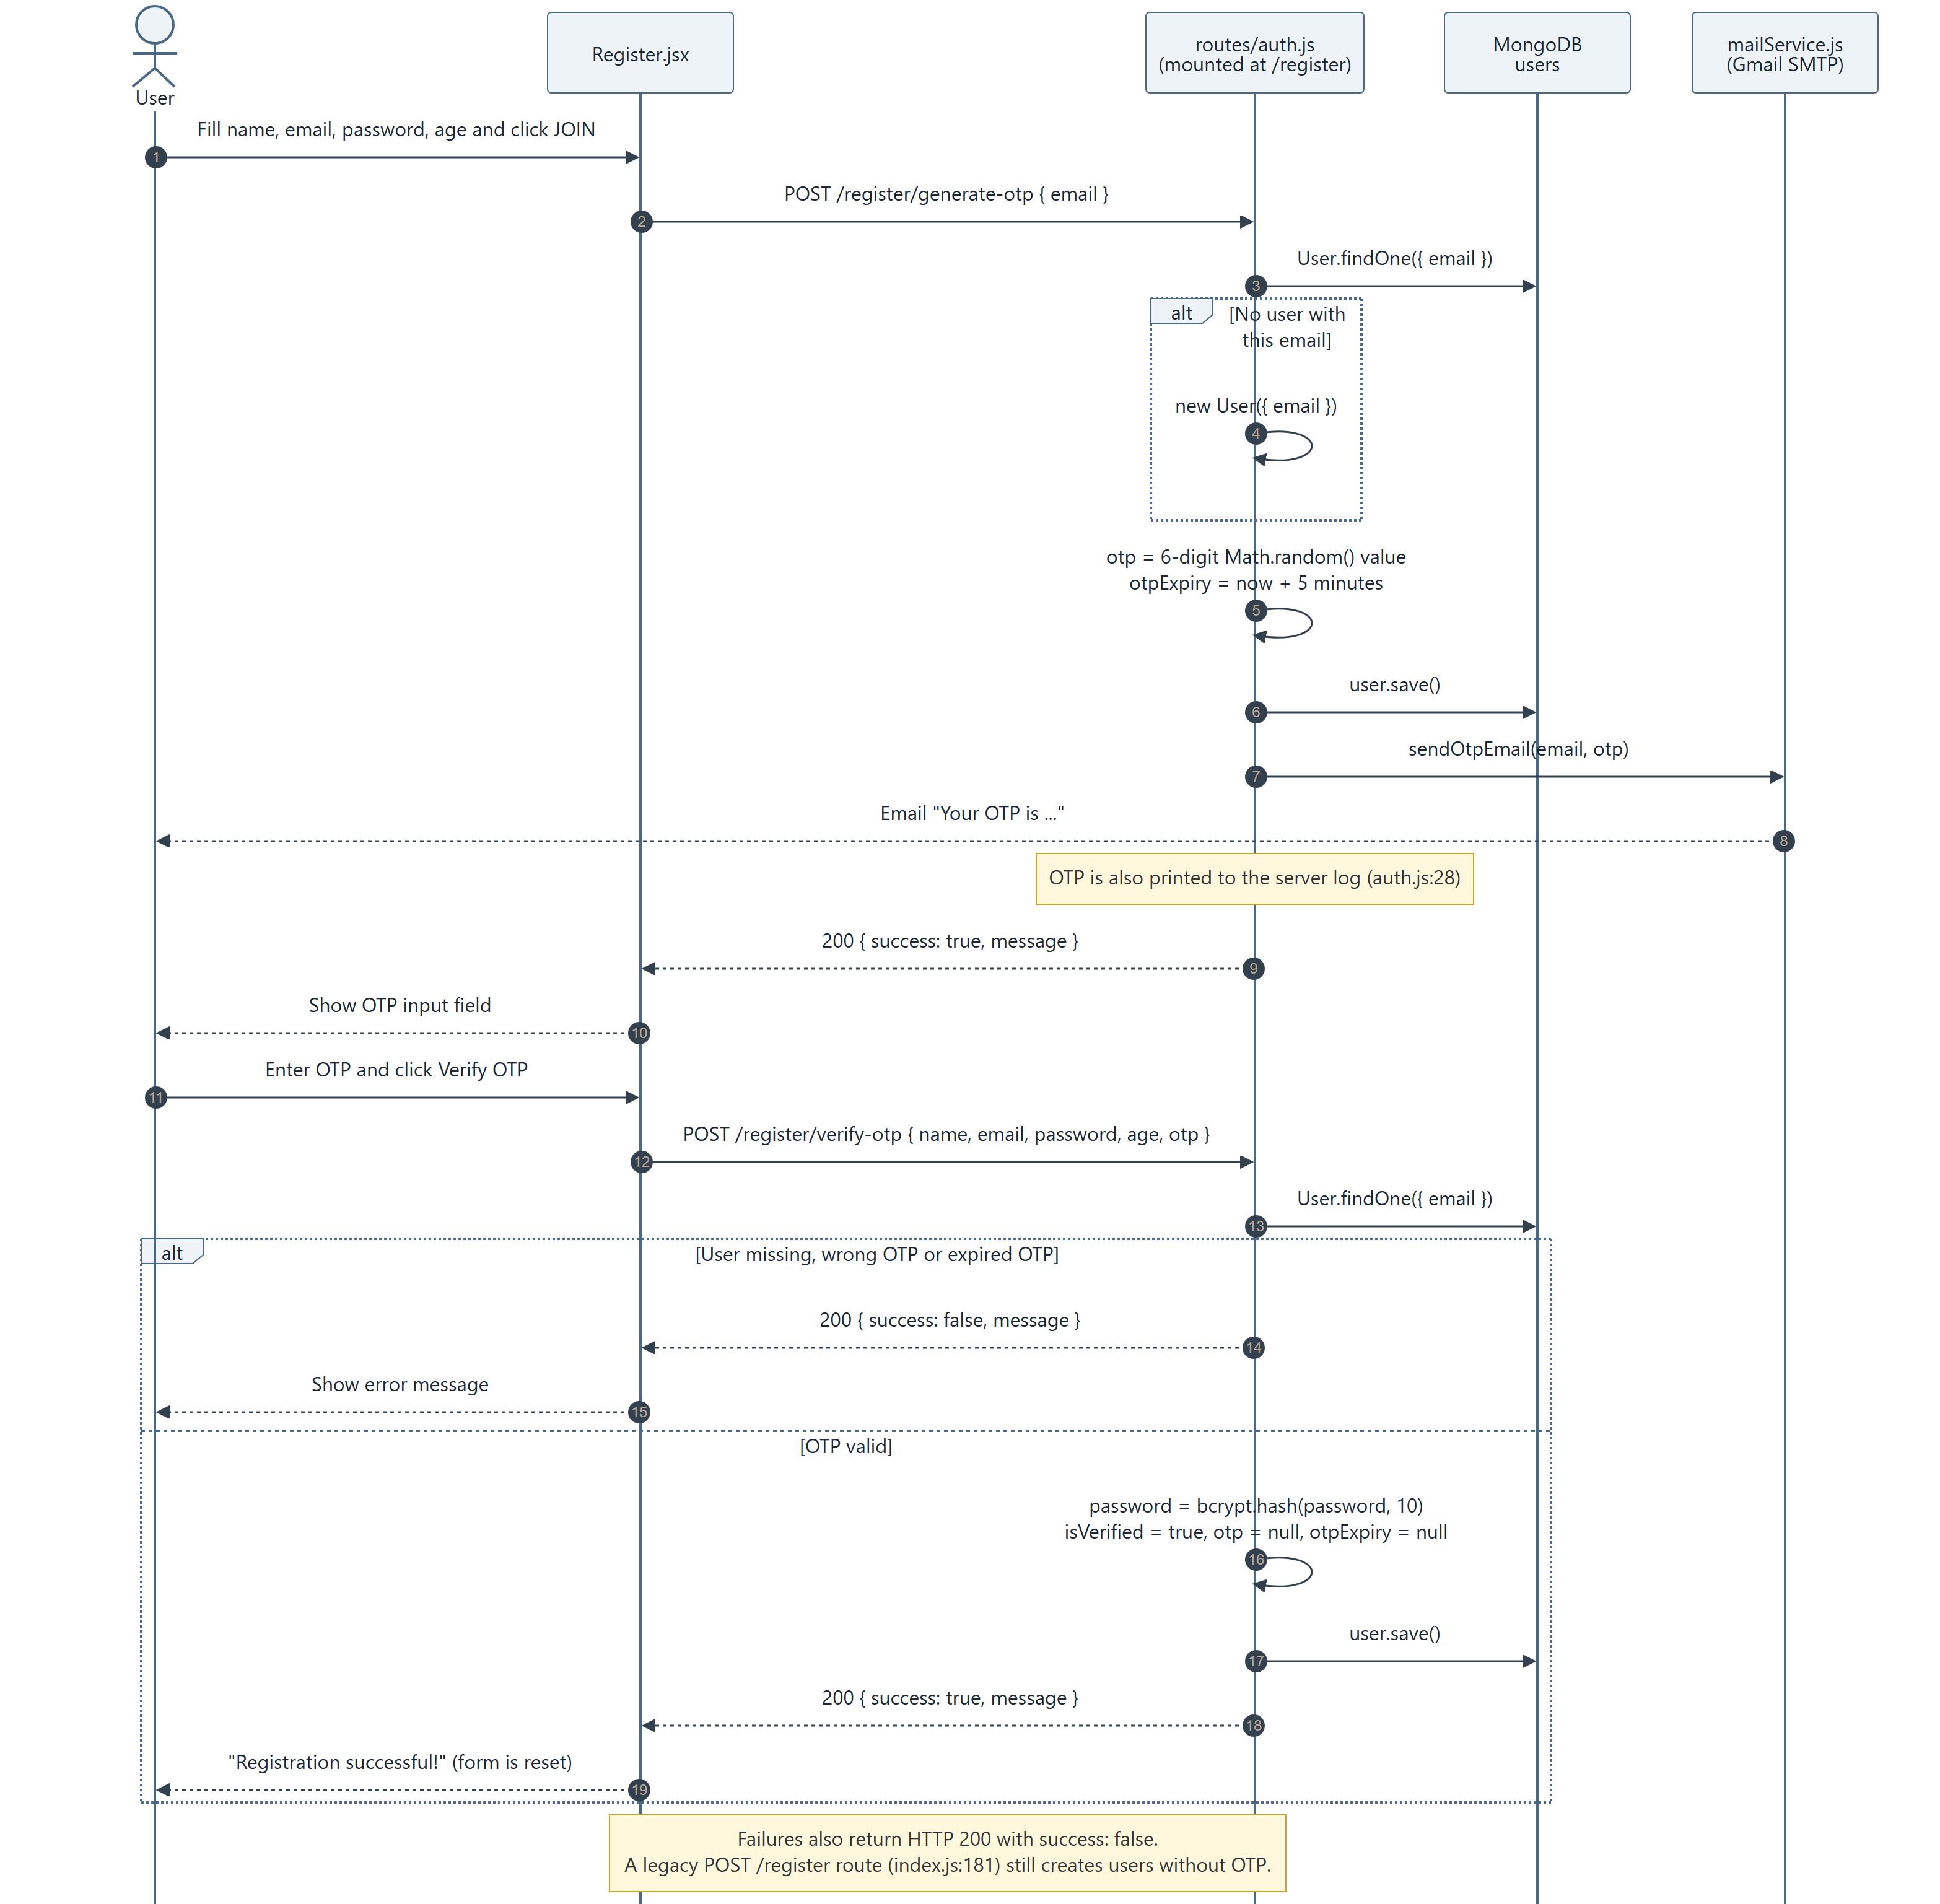 User
Register.jsx
routes/auth.js
(mounted at /register)
MongoDB
users
mailService.js
(Gmail SMTP)
Fill name, email, password, age and click JOIN
1
POST /register/generate-otp { email }
2
User.findOne({ email })
3
alt
[No user with
this email]
new User({ email })
4
otp = 6-digit Math.random() value
otpExpiry = now + 5 minutes
5
user.save()
6
sendOtpEmail(email, otp)
7
Email "Your OTP is ..."
8
OTP is also printed to the server log (auth.js:28)
200 { success: true, message }
9
Show OTP input field
10
Enter OTP and click Verify OTP
11
POST /register/verify-otp { name, email, password, age, otp }
12
User.findOne({ email })
13
alt
[User missing, wrong OTP or expired OTP]
200 { success: false, message }
14
Show error message
15
[OTP valid]
password = bcrypt.hash(password, 10)
isVerified = true, otp = null, otpExpiry = null
16
user.save()
17
200 { success: true, message }
18
"Registration successful!" (form is reset)
19
Failures also return HTTP 200 with success: false.
A legacy POST /register route (index.js:181) still creates users without OTP.